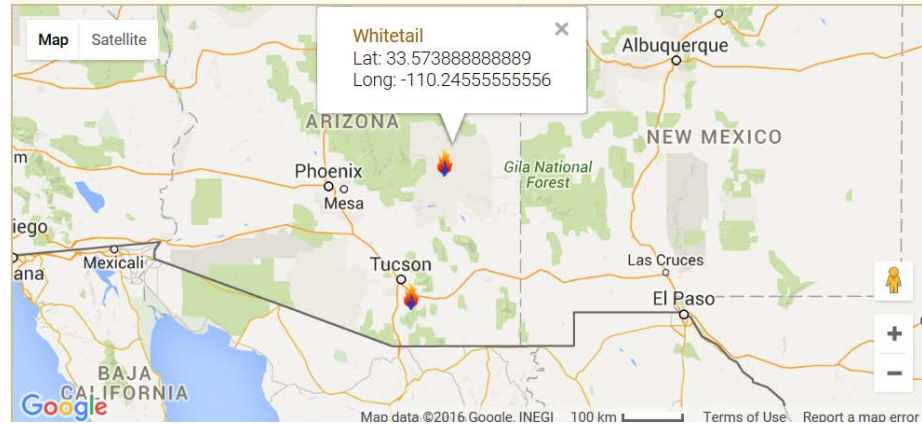 Map Satellite
Whitetail
Lat: 33.573888888889
Long: -110.24555555556
×
Albuquerque
ARIZONA
NEW MEXICO
Gila National
Forest
Phoenix
Mesa
iego
ana
Mexicali
Tucson
Las Cruces
El Paso
BAJA
CALIFORNIA
+
−
Google
Map data ©2016 Google, INEGI 100 km Terms of Use Report a map error